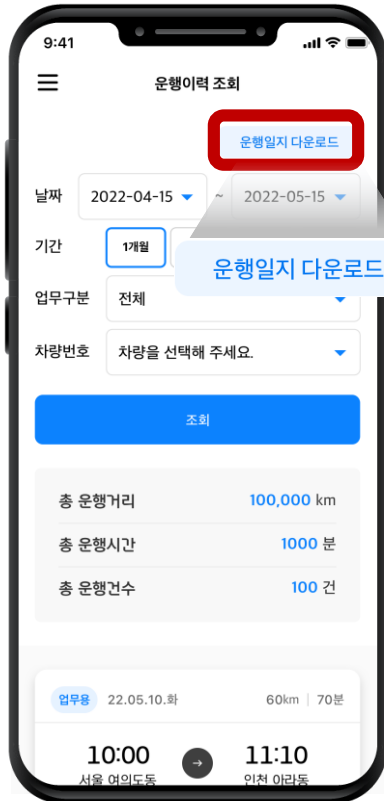 9:41
운행이력 조회
운행일지 다운로드
날짜 2022-04-15 ~ 2022-05-15
기간 1개월
운행일지 다운로드
업무구분 전체
차량번호 차량을 선택해 주세요.
조회
총 운행거리 100,000 km
총 운행시간 1000 분
총 운행건수 100 건
업무용 22.05.10.화 60km | 70분
10:00 → 11:10
서울 여의도동 인천 아라동